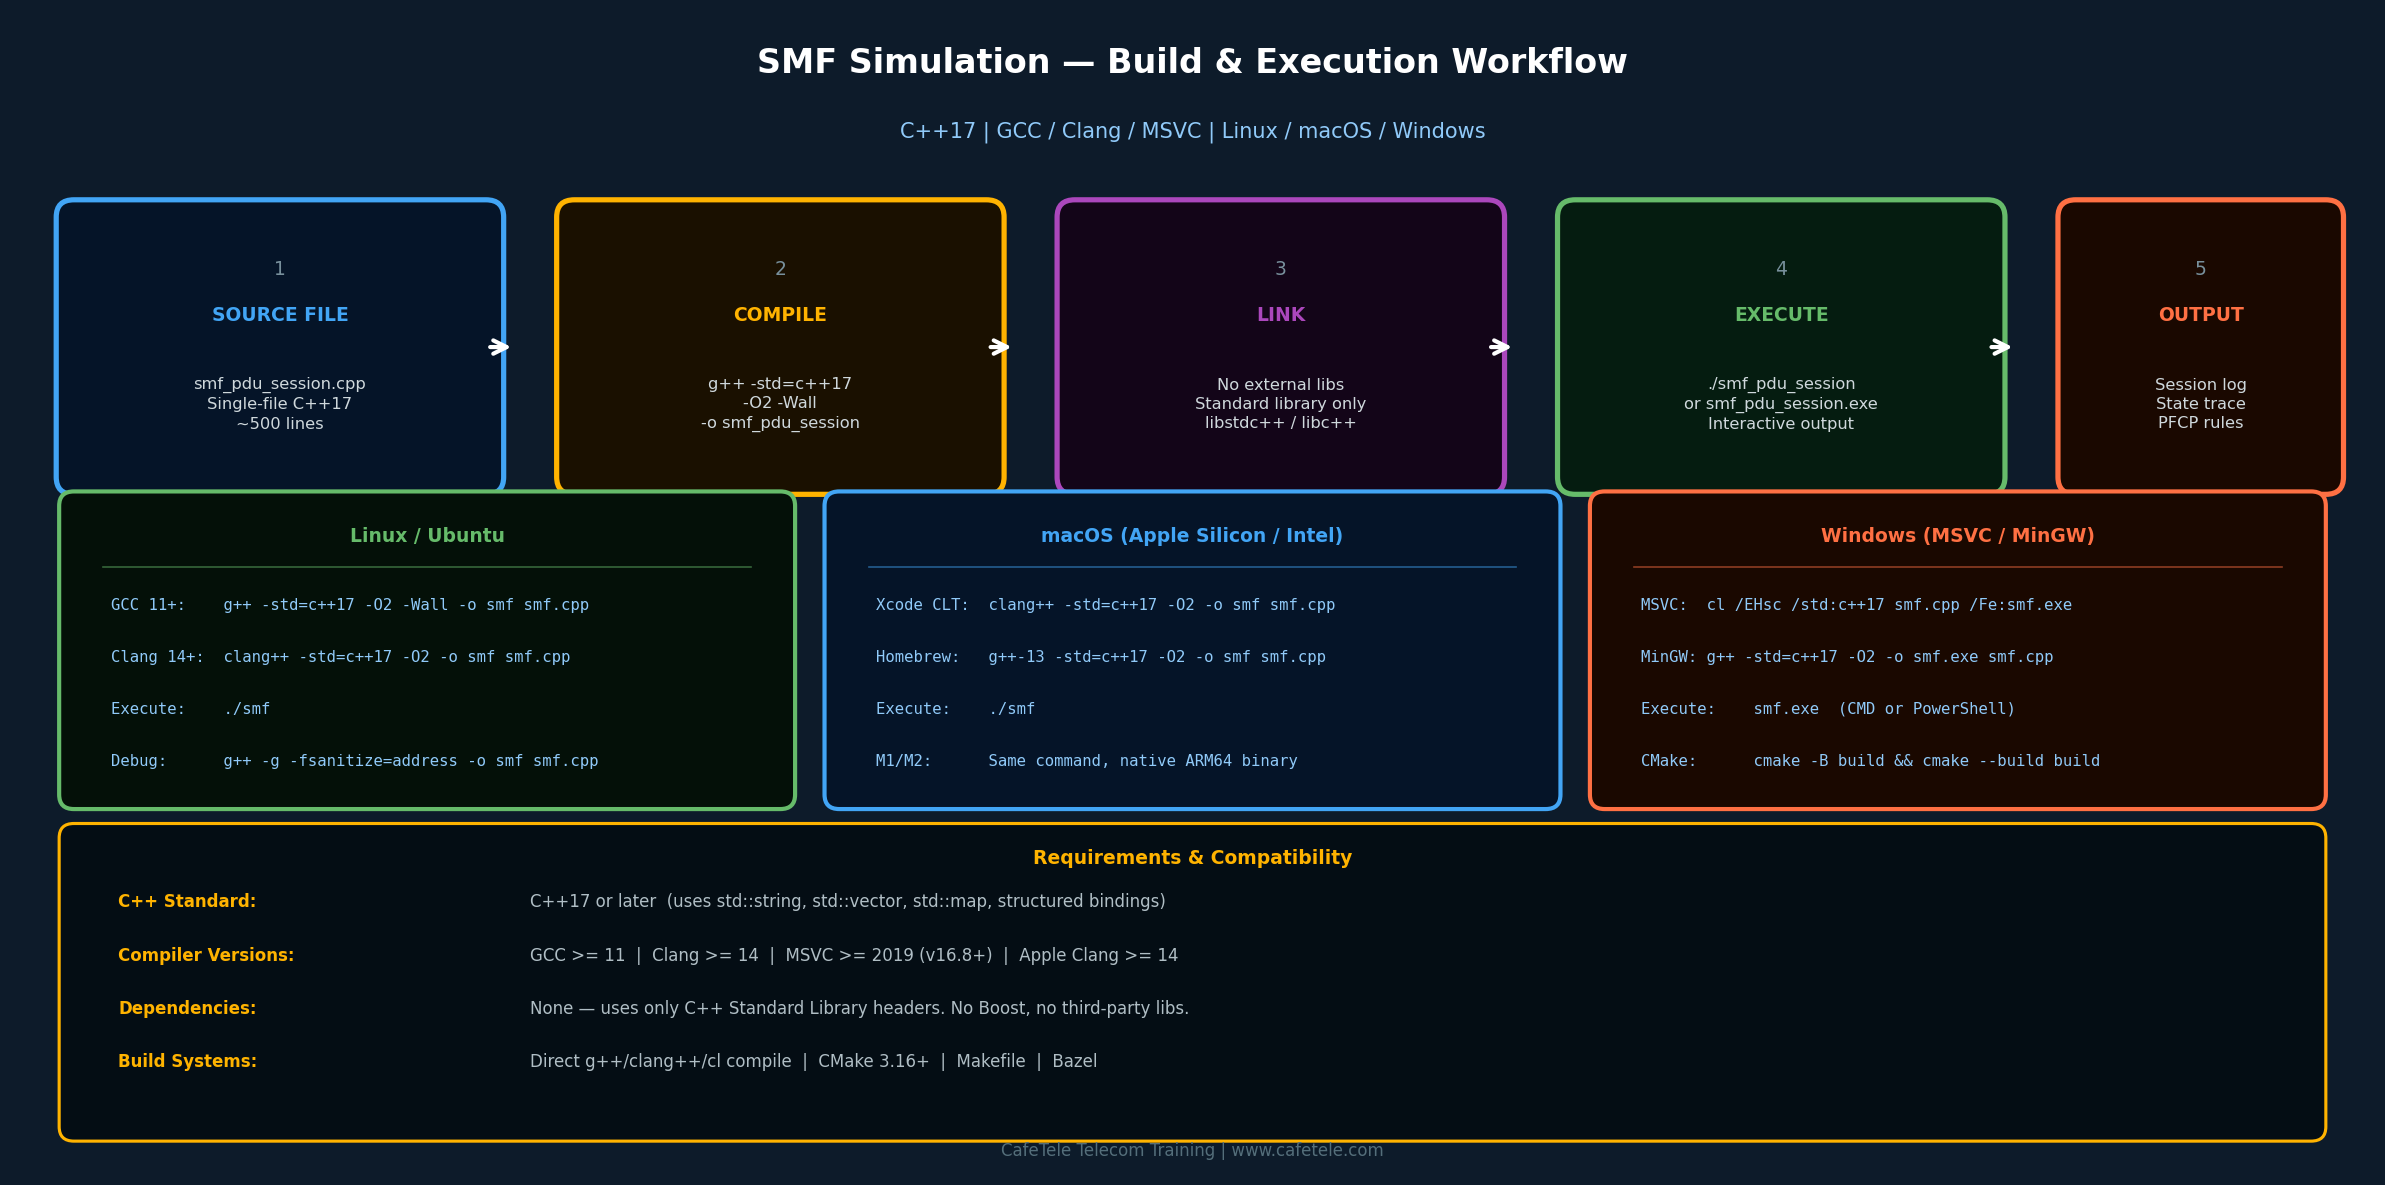 SMF Simulation — Build & Execution Workflow
C++17 | GCC / Clang / MSVC | Linux / macOS / Windows
1
SOURCE FILE
smf_pdu_session.cpp
Single-file C++17
~500 lines
2
COMPILE
g++ -std=c++17
-O2 -Wall
-o smf_pdu_session
3
LINK
No external libs
Standard library only
libstdc++ / libc++
4
EXECUTE
./smf_pdu_session
or smf_pdu_session.exe
Interactive output
5
OUTPUT
Session log
State trace
PFCP rules
Linux / Ubuntu
GCC 11+: g++ -std=c++17 -O2 -Wall -o smf smf.cpp
Clang 14+: clang++ -std=c++17 -O2 -o smf smf.cpp
Execute: ./smf
Debug: g++ -g -fsanitize=address -o smf smf.cpp
macOS (Apple Silicon / Intel)
Xcode CLT: clang++ -std=c++17 -O2 -o smf smf.cpp
Homebrew: g++-13 -std=c++17 -O2 -o smf smf.cpp
Execute: ./smf
M1/M2: Same command, native ARM64 binary
Windows (MSVC / MinGW)
MSVC: cl /EHsc /std:c++17 smf.cpp /Fe:smf.exe
MinGW: g++ -std=c++17 -O2 -o smf.exe smf.cpp
Execute: smf.exe (CMD or PowerShell)
CMake: cmake -B build && cmake --build build
Requirements & Compatibility
C++ Standard: C++17 or later (uses std::string, std::vector, std::map, structured bindings)
Compiler Versions: GCC >= 11 | Clang >= 14 | MSVC >= 2019 (v16.8+) | Apple Clang >= 14
Dependencies: None — uses only C++ Standard Library headers. No Boost, no third-party libs.
Build Systems: Direct g++/clang++/cl compile | CMake 3.16+ | Makefile | Bazel
CafeTele Telecom Training | www.cafetele.com